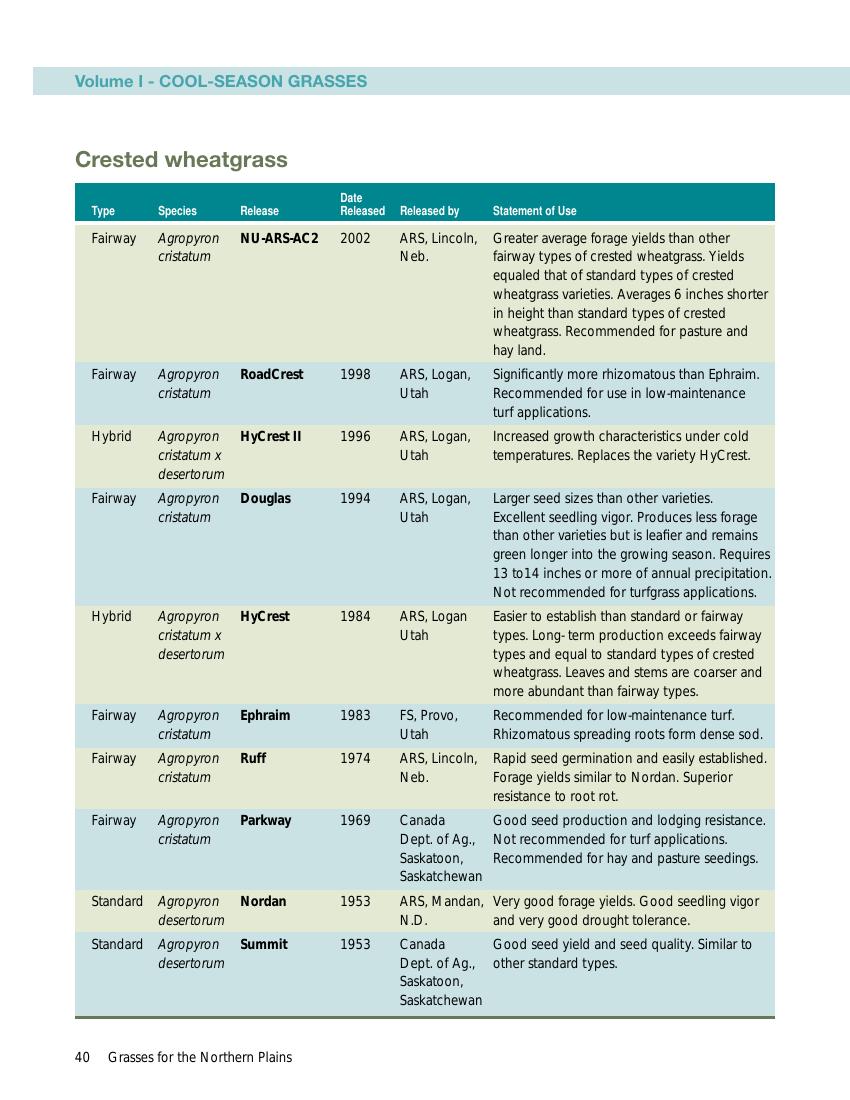 Volume I - COOL-SEASON GRASSES
Crested wheatgrass
Type Species Release Date Released Released by Statement of Use
Fairway Agropyron NU-ARS-AC2 2002 ARS, Lincoln, Greater average forage yields than other
cristatum Neb. fairway types of crested wheatgrass. Yields
equaled that of standard types of crested
wheatgrass varieties. Averages 6 inches shorter
in height than standard types of crested
wheatgrass. Recommended for pasture and
hay land.
Fairway Agropyron RoadCrest 1998 ARS, Logan, Significantly more rhizomatous than Ephraim.
cristatum Utah Recommended for use in low-maintenance
turf applications.
Hybrid Agropyron HyCrest II 1996 ARS, Logan, Increased growth characteristics under cold
cristatum x Utah temperatures. Replaces the variety HyCrest.
desertorum
Fairway Agropyron Douglas 1994 ARS, Logan, Larger seed sizes than other varieties.
cristatum Utah Excellent seedling vigor. Produces less forage
than other varieties but is leafier and remains
green longer into the growing season. Requires
13 to14 inches or more of annual precipitation.
Not recommended for turfgrass applications.
Hybrid Agropyron HyCrest 1984 ARS, Logan Easier to establish than standard or fairway
cristatum x Utah types. Long- term production exceeds fairway
desertorum types and equal to standard types of crested
wheatgrass. Leaves and stems are coarser and
more abundant than fairway types.
Fairway Agropyron Ephraim 1983 FS, Provo, Recommended for low-maintenance turf.
cristatum Utah Rhizomatous spreading roots form dense sod.
Fairway Agropyron Ruff 1974 ARS, Lincoln, Rapid seed germination and easily established.
cristatum Neb. Forage yields similar to Nordan. Superior
resistance to root rot.
Fairway Agropyron Parkway 1969 Canada Good seed production and lodging resistance.
cristatum Dept. of Ag., Not recommended for turf applications.
Saskatoon, Recommended for hay and pasture seedings.
Saskatchewan
Standard Agropyron Nordan 1953 ARS, Mandan, Very good forage yields. Good seedling vigor
desertorum N.D. and very good drought tolerance.
Standard Agropyron Summit 1953 Canada Good seed yield and seed quality. Similar to
desertorum Dept. of Ag., other standard types.
Saskatoon,
Saskatchewan
40 Grasses for the Northern Plains